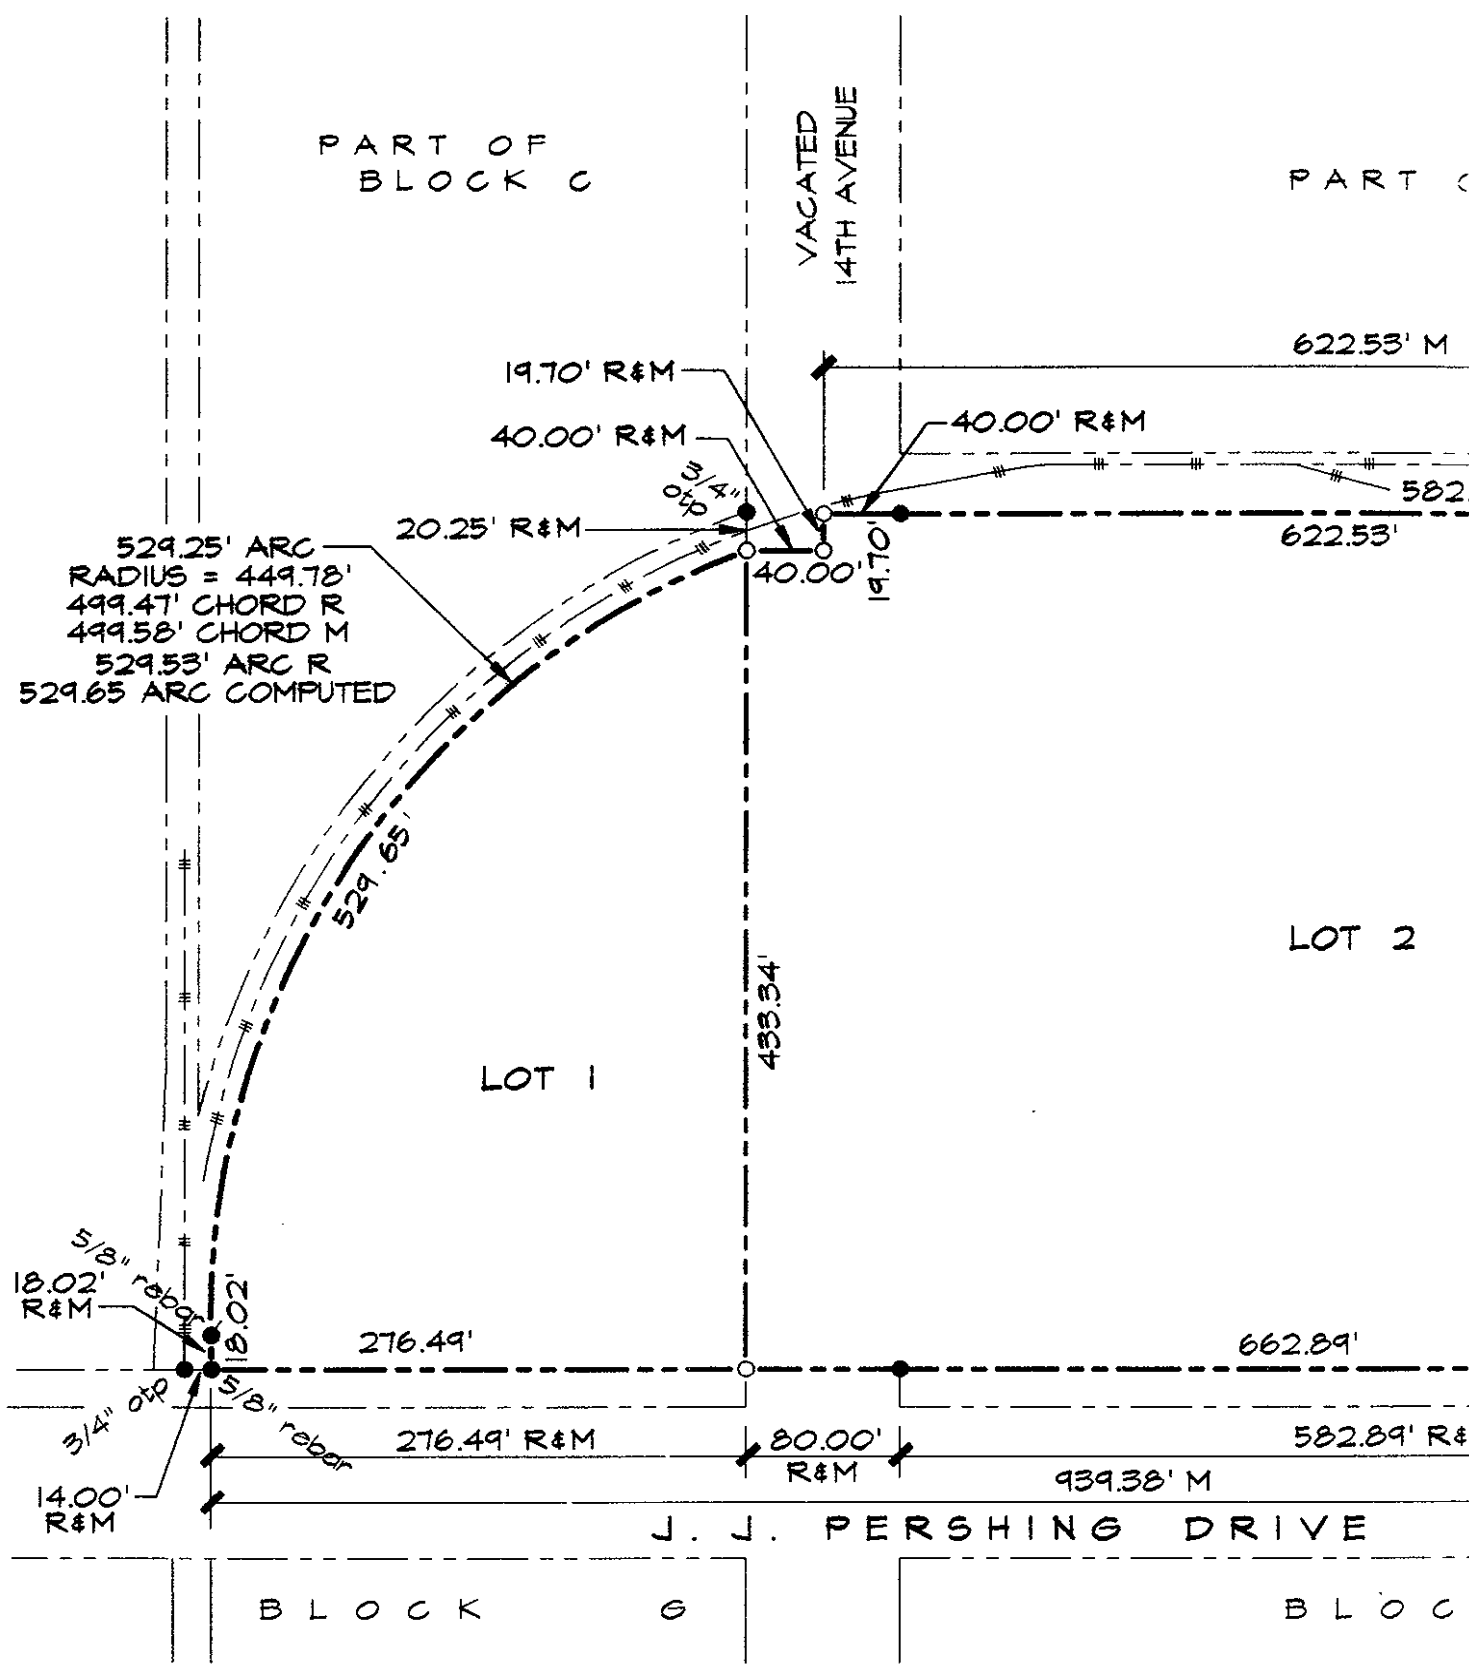 PART OF
BLOCK C
VACATED
14TH AVENUE
PART
622.53' M
19.70' R&M
40.00' R&M
40.00' R&M
3/4"
otp
20.25' R&M
582.
622.53'
529.25' ARC
RADIUS = 449.78'
499.47' CHORD R
499.58' CHORD M
529.53' ARC R
529.65 ARC COMPUTED
40.00'
19.70'
529.65'
LOT 2
433.34'
LOT 1
5/8" rebar
18.02'
R&M
18.02'
276.49'
662.89'
3/4" otp
5/8" rebar
276.49' R&M
80.00'
R&M
582.89' R&
14.00'
R&M
939.38' M
J. J. PERSHING DRIVE
BLOCK G
BLOC